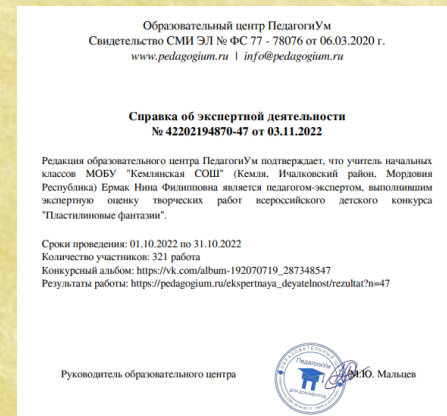 Образовательный центр ПедагогиУм
Свидетельство СМИ ЭЛ № ФС 77 - 78076 от 06.03.2020 г.
www.pedagogium.ru | info@pedagogium.ru
Справка об экспертной деятельности
№ 42202194870-47 от 03.11.2022
Редакция образовательного центра ПедагогиУм подтверждает, что учитель начальных
классов МОБУ "Кемлянская СОШ" (Кемля, Ичалковский район, Мордовия
Республика) Ермак Нина Филипповна является педагогом-экспертом, выполнившим
экспертную оценку творческих работ всероссийского детского конкурса
"Пластилиновые фантазии".
Сроки проведения: 01.10.2022 по 31.10.2022
Количество участников: 321 работа
Конкурсный альбом: https://vk.com/album-192070719_287348547
Результаты работы: https://pedagogium.ru/ekspertnaya_deyatelnost/rezultat?n=47
Руководитель образовательного центра
М.Ю. Мальцев
ПедагогиУм
для документов